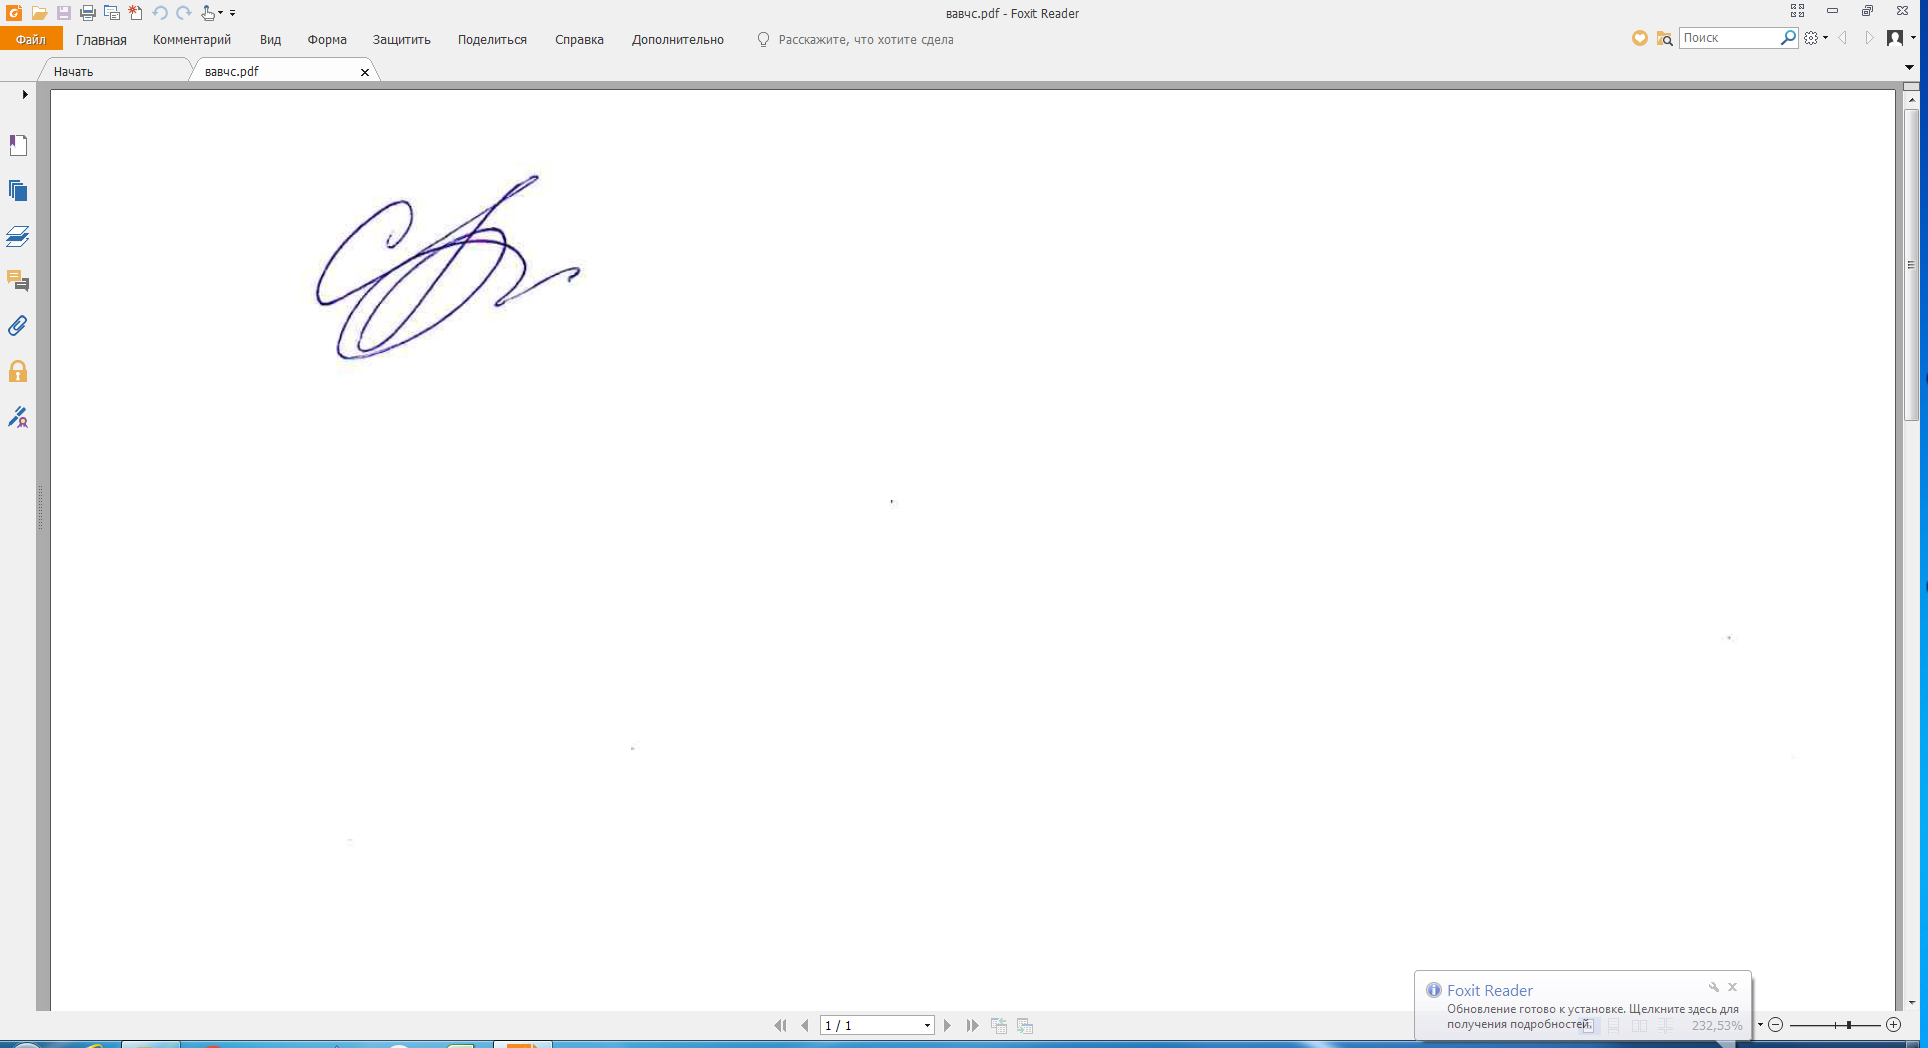 вавчс.pdf - Foxit Reader
Файл Главная Комментарий Вид Форма Защитить Поделиться Справка Дополнительно Расскажите, что хотите сдела Поиск
Начать вавчс.pdf
Foxit Reader
Обновление готово к установке. Щелкните здесь для
получения подробностей.
1 / 1 232,53%